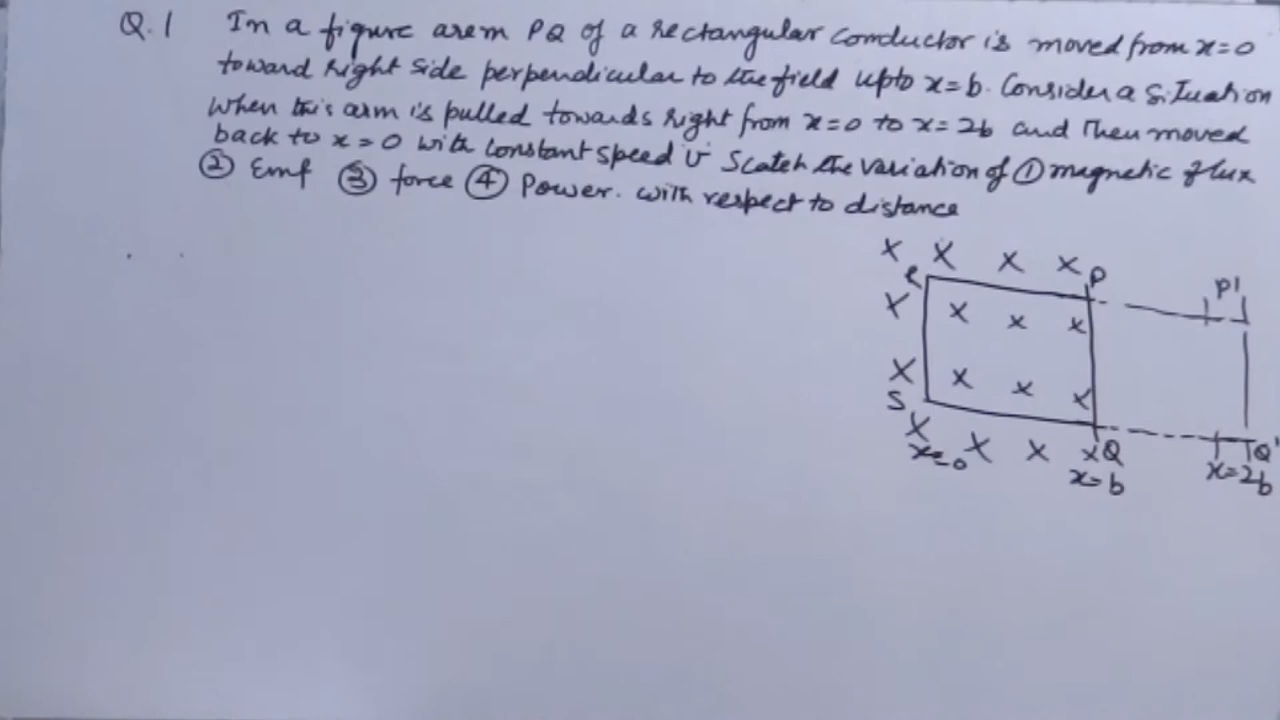 Q.1 In a figure arem PQ of a rectangular conductor is moved from x=0
toward right side perpendicular to the field upto x=b. Consider a situation
when this arm is pulled towards right from x=0 to x=2b and then moved
back to x=0 with constant speed v scatch the variation of ① magnetic flux
② Emf ③ force ④ Power. with respect to distance
x x x x
P
P'
x x x x
x x x x
S
x x x x Q
Q'
x=0
x=b
x=2b